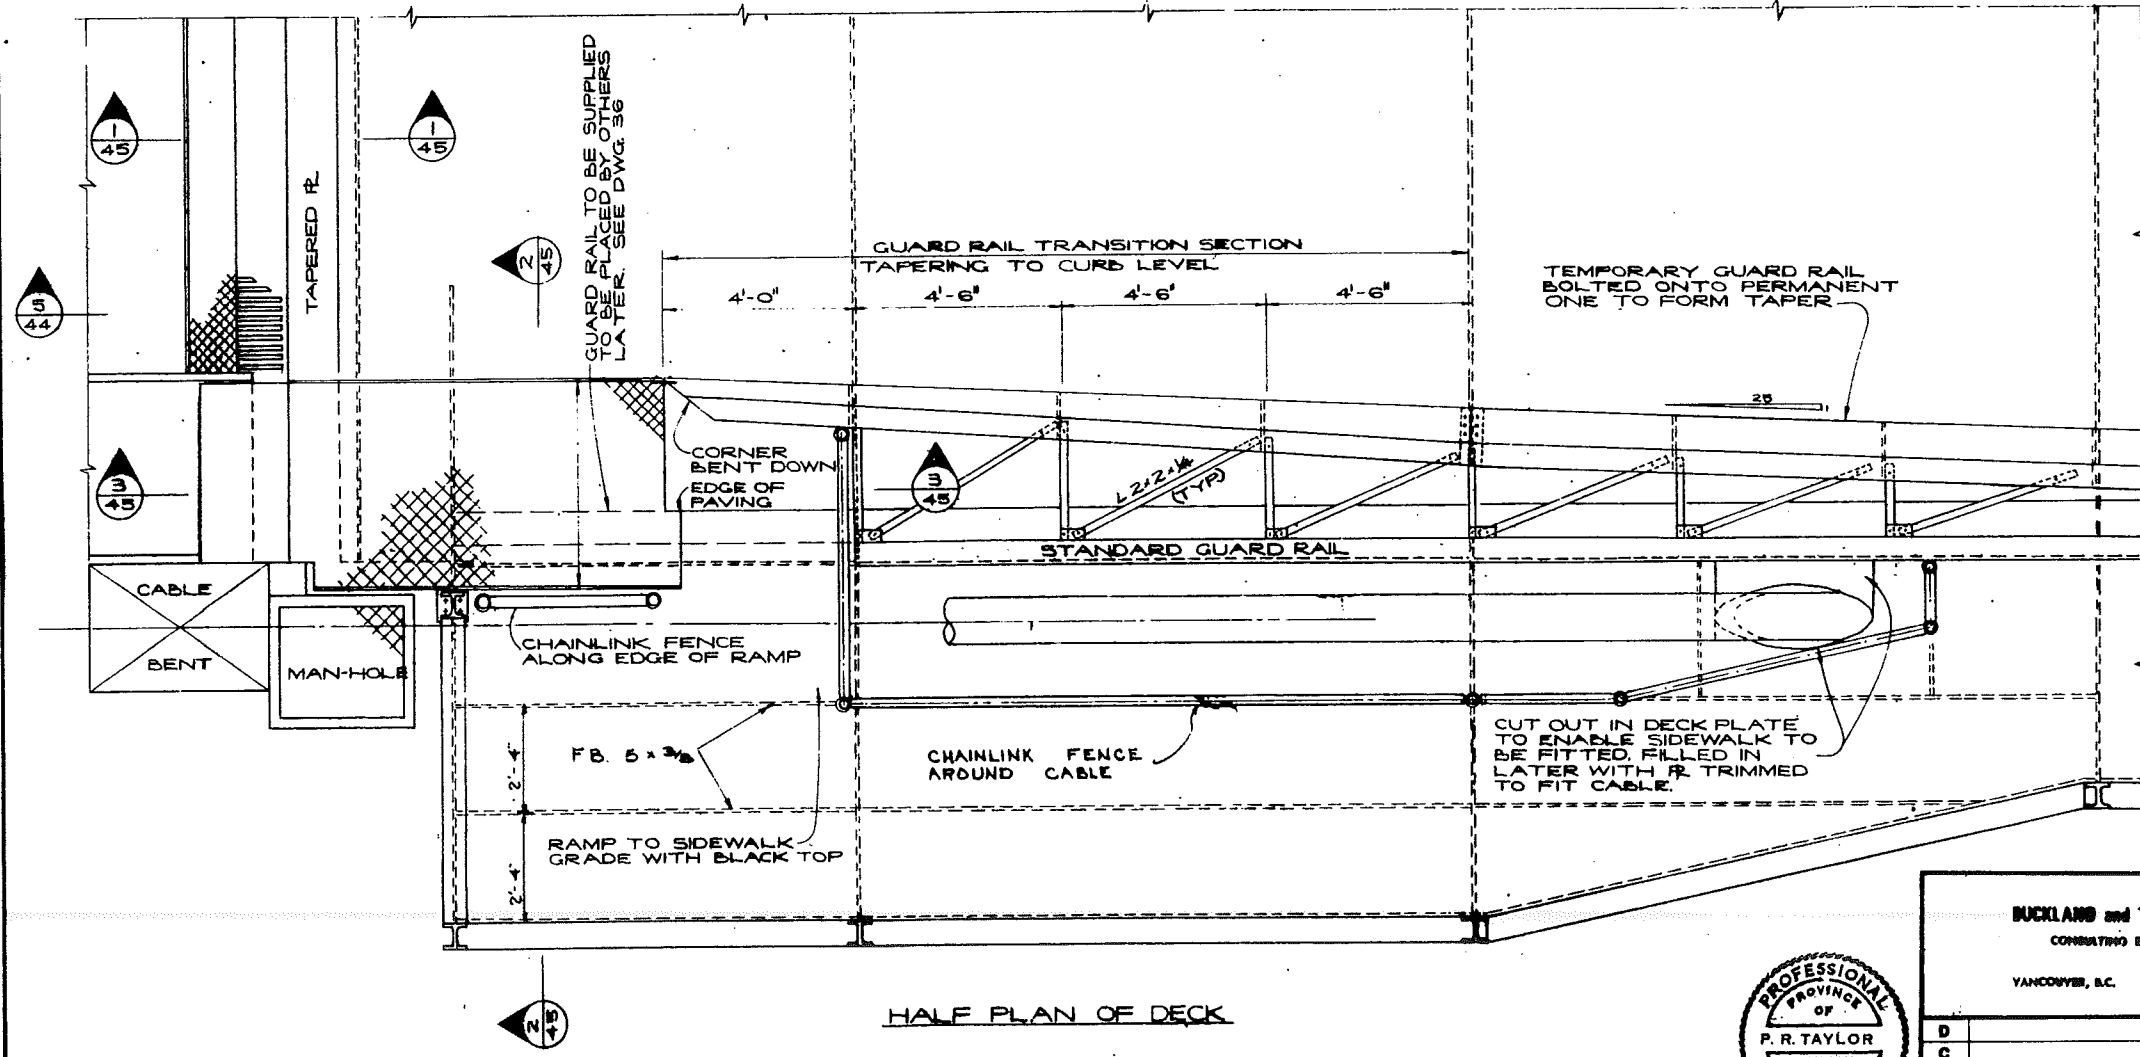 GUARD RAIL TO BE SUPPLIED
TO BE PLACED BY OTHERS
LATER. SEE DWG. 36
1
45
1
45
TAPERED ⅊
2
45
5
44
GUARD RAIL TRANSITION SECTION
TAPERING TO CURB LEVEL
4'-0"
4'-6"
4'-6"
4'-6"
TEMPORARY GUARD RAIL
BOLTED ONTO PERMANENT
ONE TO FORM TAPER
25
CORNER
BENT DOWN
EDGE OF
PAVING
3
45
3
45
L 2x2x¼
(TYP)
STANDARD GUARD RAIL
CABLE
BENT
MAN-HOLE
CHAINLINK FENCE
ALONG EDGE OF RAMP
F.B. 5 x 3/8
2'-4"
CHAINLINK FENCE
AROUND CABLE
CUT OUT IN DECK PLATE
TO ENABLE SIDEWALK TO
BE FITTED. FILLED IN
LATER WITH ⅊ TRIMMED
TO FIT CABLE.
RAMP TO SIDEWALK
GRADE WITH BLACK TOP
2'-4"
HALF PLAN OF DECK
2
45
BUCKLAND and
CONSULTING E
VANCOUVER, B.C.
PROFESSIONAL
PROVINCE
OF
P. R. TAYLOR
D
C